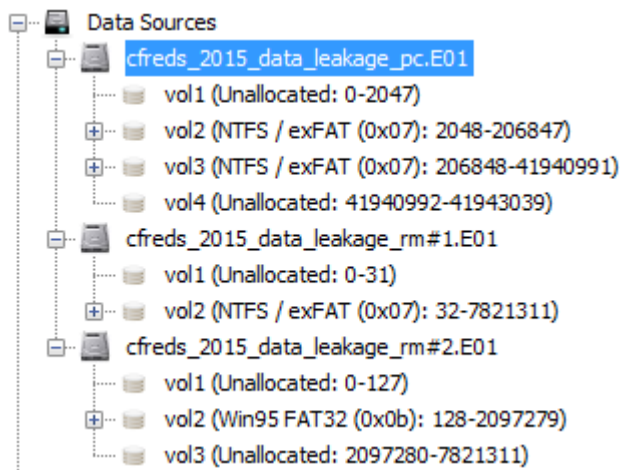 Data Sources
cfreds_2015_data_leakage_pc.E01
vol1 (Unallocated: 0-2047)
vol2 (NTFS / exFAT (0x07): 2048-206847)
vol3 (NTFS / exFAT (0x07): 206848-41940991)
vol4 (Unallocated: 41940992-41943039)
cfreds_2015_data_leakage_rm#1.E01
vol1 (Unallocated: 0-31)
vol2 (NTFS / exFAT (0x07): 32-7821311)
cfreds_2015_data_leakage_rm#2.E01
vol1 (Unallocated: 0-127)
vol2 (Win95 FAT32 (0x0b): 128-2097279)
vol3 (Unallocated: 2097280-7821311)